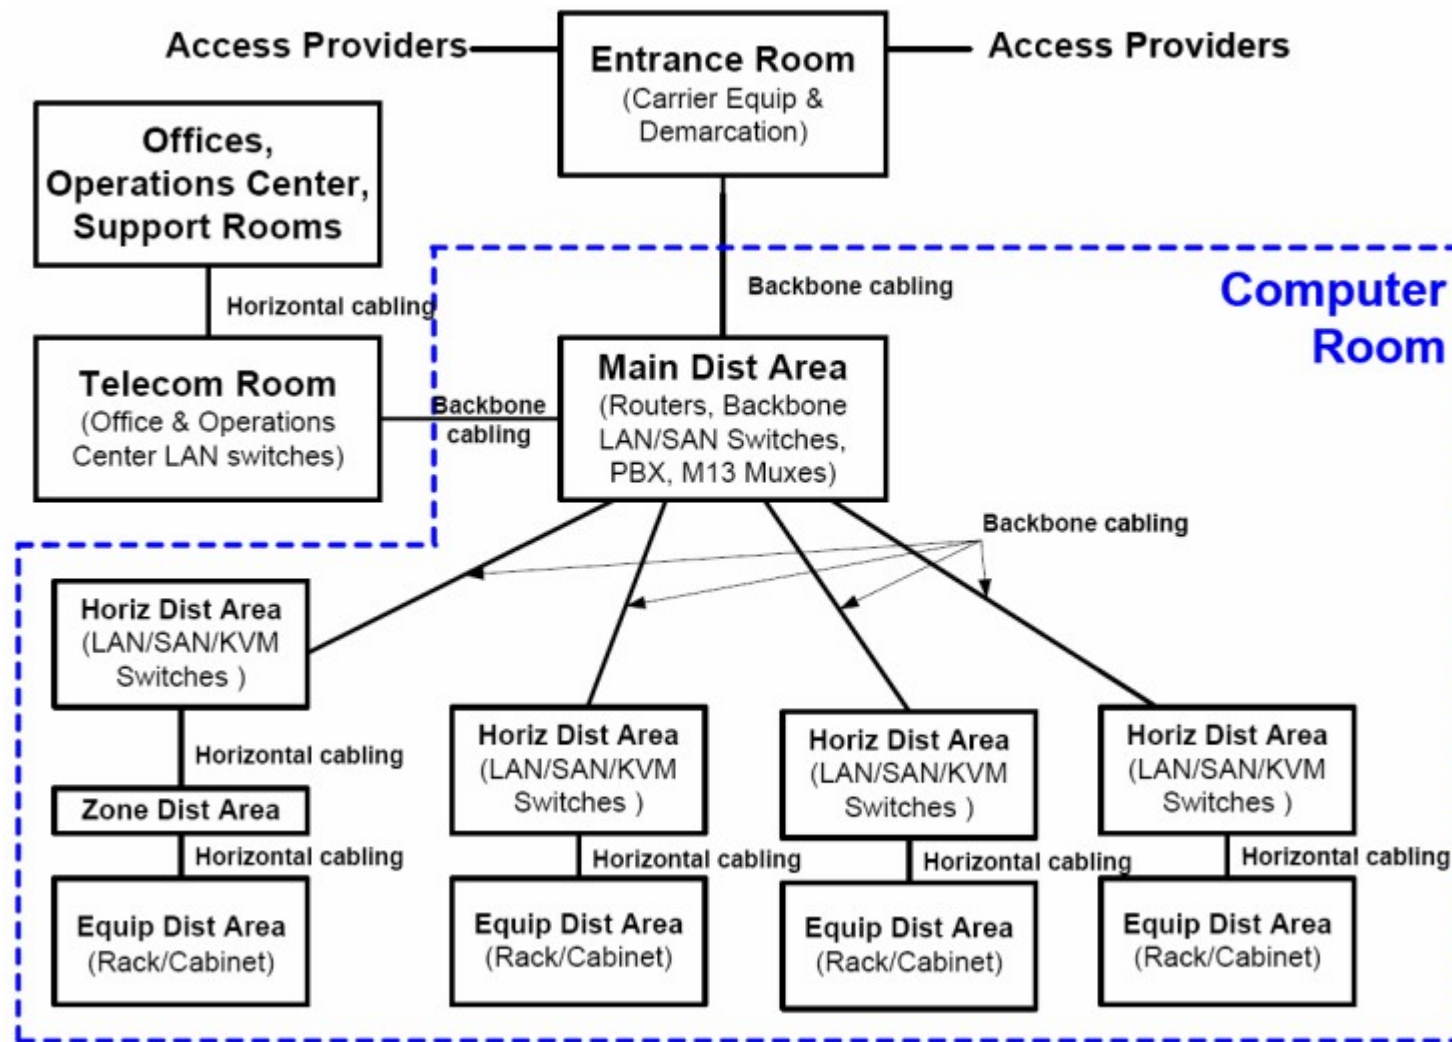 Access Providers
Entrance Room
(Carrier Equip &
Demarcation)
Access Providers
Offices,
Operations Center,
Support Rooms
Horizontal cabling
Backbone cabling
Computer
Room
Telecom Room
(Office & Operations
Center LAN switches)
Backbone
cabling
Main Dist Area
(Routers, Backbone
LAN/SAN Switches,
PBX, M13 Muxes)
Backbone cabling
Horiz Dist Area
(LAN/SAN/KVM
Switches )
Horizontal cabling
Zone Dist Area
Horizontal cabling
Equip Dist Area
(Rack/Cabinet)
Horiz Dist Area
(LAN/SAN/KVM
Switches )
Horizontal cabling
Equip Dist Area
(Rack/Cabinet)
Horiz Dist Area
(LAN/SAN/KVM
Switches )
Horizontal cabling
Equip Dist Area
(Rack/Cabinet)
Horiz Dist Area
(LAN/SAN/KVM
Switches )
Horizontal cabling
Equip Dist Area
(Rack/Cabinet)